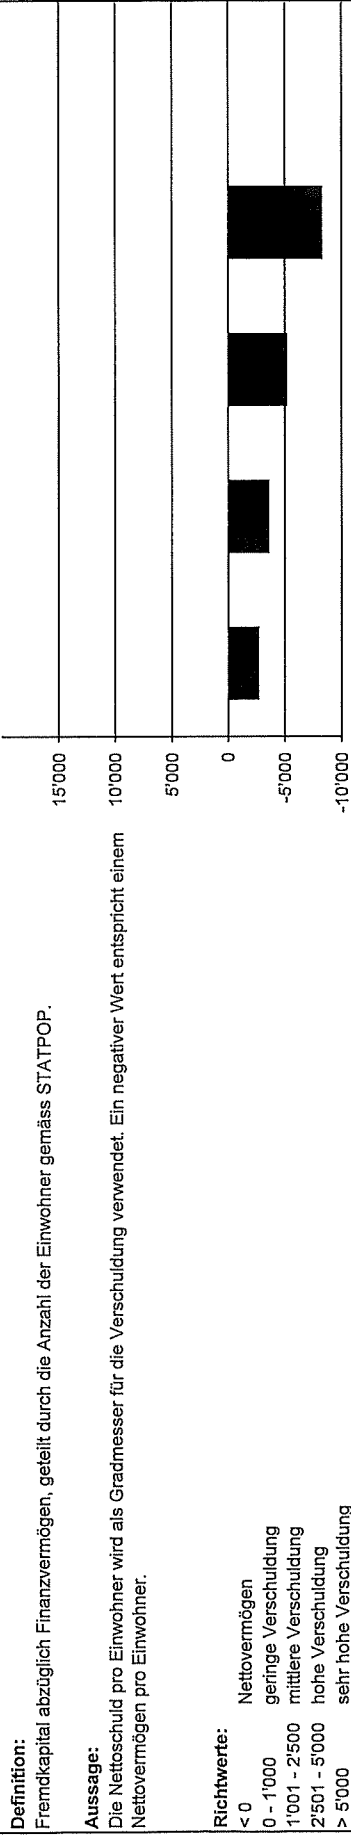 Definition:
Fremdkapital abzüglich Finanzvermögen, geteilt durch die Anzahl der Einwohner gemäss STATPOP.
Aussage:
Die Nettoschuld pro Einwohner wird als Gradmesser für die Verschuldung verwendet. Ein negativer Wert entspricht einem
Nettovermögen pro Einwohner.
Richtwerte:
< 0 Nettovermögen
0 - 1'000 geringe Verschuldung
1'001 - 2'500 mittlere Verschuldung
2'501 - 5'000 hohe Verschuldung
> 5'000 sehr hohe Verschuldung
15'000
10'000
5'000
0
-5'000
-10'000